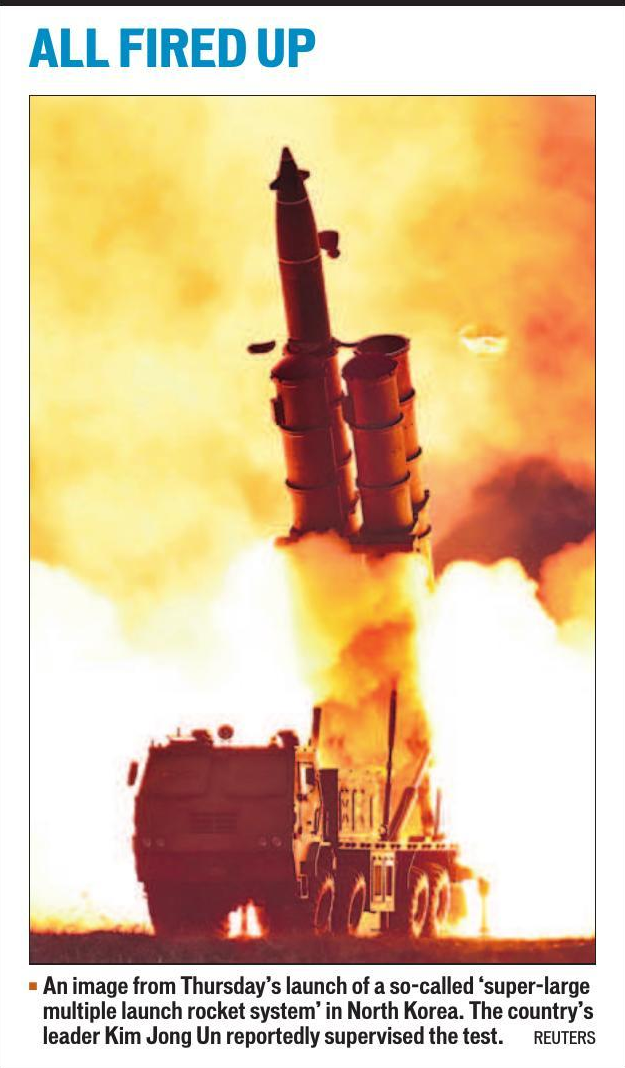 ALL FIRED UP
▪ An image from Thursday’s launch of a so-called ‘super-large
multiple launch rocket system’ in North Korea. The country’s
leader Kim Jong Un reportedly supervised the test. REUTERS